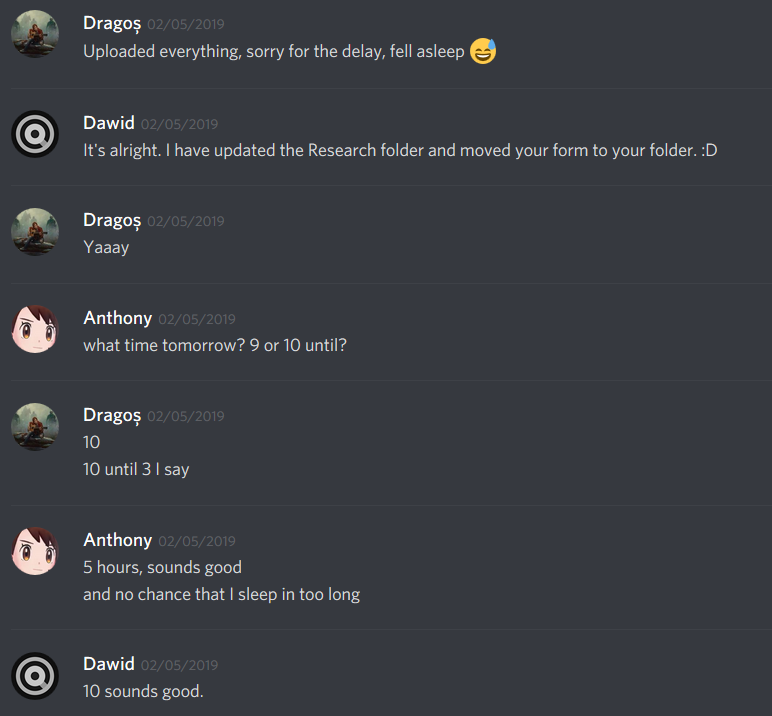 Dragoș 02/05/2019
Uploaded everything, sorry for the delay, fell asleep 😅
Dawid 02/05/2019
It's alright. I have updated the Research folder and moved your form to your folder. :D
Dragoș 02/05/2019
Yaaay
Anthony 02/05/2019
what time tomorrow? 9 or 10 until?
Dragoș 02/05/2019
10
10 until 3 I say
Anthony 02/05/2019
5 hours, sounds good
and no chance that I sleep in too long
Dawid 02/05/2019
10 sounds good.